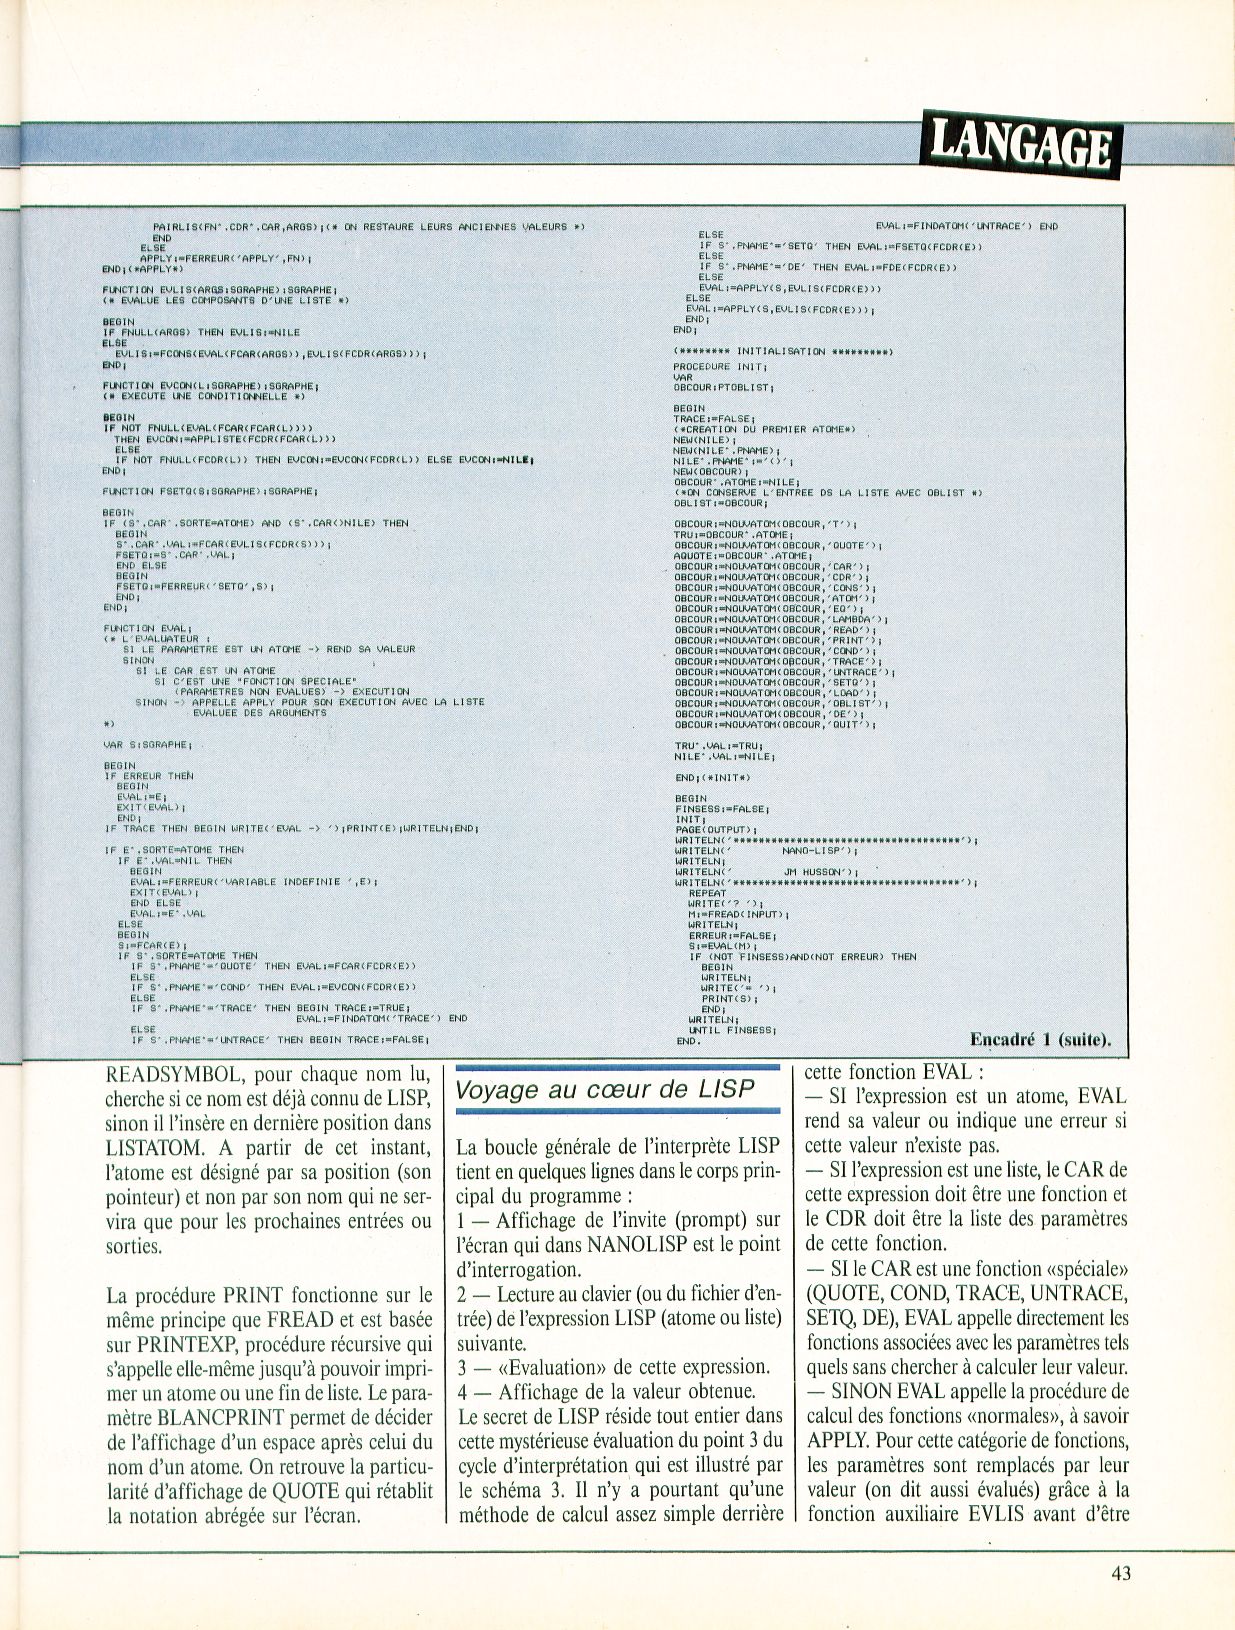 LANGAGE
PAIRLIS(FN^.CDR^.CAR,ARGS);(* ON RESTAURE LEURS ANCIENNES VALEURS *)
END
ELSE
APPLY:=FERREUR('APPLY',FN);
END;(*APPLY*)
FUNCTION EVLIS(ARGS:SGRAPHE):SGRAPHE;
(* EVALUE LES COMPOSANTS D'UNE LISTE *)
BEGIN
IF FNULL(ARGS) THEN EVLIS:=NILE
ELSE
EVLIS:=FCONS(EVAL(FCAR(ARGS)),EVLIS(FCDR(ARGS)));
END;
FUNCTION EVCON(L:SGRAPHE):SGRAPHE;
(* EXECUTE UNE CONDITIONNELLE *)
BEGIN
IF NOT FNULL(EVAL(FCAR(FCAR(L))))
THEN EVCON:=APPLISTE(FCDR(FCAR(L)))
ELSE
IF NOT FNULL(FCDR(L)) THEN EVCON:=EVCON(FCDR(L)) ELSE EVCON:=NILE;
END;
FUNCTION FSETQ(S:SGRAPHE):SGRAPHE;
BEGIN
IF (S^.CAR^.SORTE=ATOME) AND (S^.CAR<>NILE) THEN
BEGIN
S^.CAR^.VAL:=FCAR(EVLIS(FCDR(S)));
FSETQ:=S^.CAR^.VAL;
END ELSE
BEGIN
FSETQ:=FERREUR('SETQ',S);
END;
END;
FUNCTION EVAL;
(* L'EVALUATEUR :
SI LE PARAMETRE EST UN ATOME -> REND SA VALEUR
SINON
SI LE CAR EST UN ATOME
SI C'EST UNE "FONCTION SPECIALE"
(PARAMETRES NON EVALUES) -> EXECUTION
SINON -> APPELLE APPLY POUR SON EXECUTION AVEC LA LISTE
EVALUEE DES ARGUMENTS
*)
VAR S:SGRAPHE;
BEGIN
IF ERREUR THEN
BEGIN
EVAL:=E;
EXIT(EVAL);
END;
IF TRACE THEN BEGIN WRITE('EVAL -> ');PRINT(E);WRITELN;END;
IF E^.SORTE=ATOME THEN
IF E^.VAL=NIL THEN
BEGIN
EVAL:=FERREUR('VARIABLE INDEFINIE ',E);
EXIT(EVAL);
END ELSE
EVAL:=E^.VAL
ELSE
BEGIN
S:=FCAR(E);
IF S^.SORTE=ATOME THEN
IF S^.PNAME^='QUOTE' THEN EVAL:=FCAR(FCDR(E))
ELSE
IF S^.PNAME^='COND' THEN EVAL:=EVCON(FCDR(E))
ELSE
IF S^.PNAME^='TRACE' THEN BEGIN TRACE:=TRUE;
EVAL:=FINDATOM('TRACE') END
ELSE
IF S^.PNAME^='UNTRACE' THEN BEGIN TRACE:=FALSE;
EVAL:=FINDATOM('UNTRACE') END
ELSE
IF S^.PNAME^='SETQ' THEN EVAL:=FSETQ(FCDR(E))
ELSE
IF S^.PNAME^='DE' THEN EVAL:=FDE(FCDR(E))
ELSE
EVAL:=APPLY(S,EVLIS(FCDR(E)))
ELSE
EVAL:=APPLY(S,EVLIS(FCDR(E)));
END;
END;
(******** INITIALISATION *********)
PROCEDURE INIT;
VAR
OBCOUR:PTOBLIST;
BEGIN
TRACE:=FALSE;
(*CREATION DU PREMIER ATOME*)
NEW(NILE);
NEW(NILE^.PNAME);
NILE^.PNAME^:='()';
NEW(OBCOUR);
OBCOUR^.ATOME:=NILE;
(*ON CONSERVE L'ENTREE DS LA LISTE AVEC OBLIST *)
OBLIST:=OBCOUR;
OBCOUR:=NOUVATOM(OBCOUR,'T');
TRU:=OBCOUR^.ATOME;
OBCOUR:=NOUVATOM(OBCOUR,'QUOTE');
AQUOTE:=OBCOUR^.ATOME;
OBCOUR:=NOUVATOM(OBCOUR,'CAR');
OBCOUR:=NOUVATOM(OBCOUR,'CDR');
OBCOUR:=NOUVATOM(OBCOUR,'CONS');
OBCOUR:=NOUVATOM(OBCOUR,'ATOM');
OBCOUR:=NOUVATOM(OBCOUR,'EQ');
OBCOUR:=NOUVATOM(OBCOUR,'LAMBDA');
OBCOUR:=NOUVATOM(OBCOUR,'READ');
OBCOUR:=NOUVATOM(OBCOUR,'PRINT');
OBCOUR:=NOUVATOM(OBCOUR,'COND');
OBCOUR:=NOUVATOM(OBCOUR,'TRACE');
OBCOUR:=NOUVATOM(OBCOUR,'UNTRACE');
OBCOUR:=NOUVATOM(OBCOUR,'SETQ');
OBCOUR:=NOUVATOM(OBCOUR,'LOAD');
OBCOUR:=NOUVATOM(OBCOUR,'OBLIST');
OBCOUR:=NOUVATOM(OBCOUR,'DE');
OBCOUR:=NOUVATOM(OBCOUR,'QUIT');
TRU^.VAL:=TRU;
NILE^.VAL:=NILE;
END;(*INIT*)
BEGIN
FINSESS:=FALSE;
INIT;
PAGE(OUTPUT);
WRITELN('************************************');
WRITELN('        NANO-LISP');
WRITELN;
WRITELN('        JM HUSSON');
WRITELN('************************************');
REPEAT
WRITE('? ');
M:=FREAD(INPUT);
WRITELN;
ERREUR:=FALSE;
S:=EVAL(M);
IF (NOT FINSESS)AND(NOT ERREUR) THEN
BEGIN
WRITELN;
WRITE('= ');
PRINT(S);
END;
WRITELN;
UNTIL FINSESS;
END.
Encadré 1 (suite).
READSYMBOL, pour chaque nom lu,
cherche si ce nom est déjà connu de LISP,
sinon il l'insère en dernière position dans
LISTATOM. A partir de cet instant,
l'atome est désigné par sa position (son
pointeur) et non par son nom qui ne ser-
vira que pour les prochaines entrées ou
sorties.
La procédure PRINT fonctionne sur le
même principe que FREAD et est basée
sur PRINTEXP, procédure récursive qui
s'appelle elle-même jusqu'à pouvoir impri-
mer un atome ou une fin de liste. Le para-
mètre BLANCPRINT permet de décider
de l'affichage d'un espace après celui du
nom d'un atome. On retrouve la particu-
larité d'affichage de QUOTE qui rétablit
la notation abrégée sur l'écran.
Voyage au cœur de LISP
La boucle générale de l'interprète LISP
tient en quelques lignes dans le corps prin-
cipal du programme :
1 — Affichage de l'invite (prompt) sur
l'écran qui dans NANOLISP est le point
d'interrogation.
2 — Lecture au clavier (ou du fichier d'en-
trée) de l'expression LISP (atome ou liste)
suivante.
3 — «Evaluation» de cette expression.
4 — Affichage de la valeur obtenue.
Le secret de LISP réside tout entier dans
cette mystérieuse évaluation du point 3 du
cycle d'interprétation qui est illustré par
le schéma 3. Il n'y a pourtant qu'une
méthode de calcul assez simple derrière
cette fonction EVAL :
— SI l'expression est un atome, EVAL
rend sa valeur ou indique une erreur si
cette valeur n'existe pas.
— SI l'expression est une liste, le CAR de
cette expression doit être une fonction et
le CDR doit être la liste des paramètres
de cette fonction.
— SI le CAR est une fonction «spéciale»
(QUOTE, COND, TRACE, UNTRACE,
SETQ, DE), EVAL appelle directement les
fonctions associées avec les paramètres tels
quels sans chercher à calculer leur valeur.
— SINON EVAL appelle la procédure de
calcul des fonctions «normales», à savoir
APPLY. Pour cette catégorie de fonctions,
les paramètres sont remplacés par leur
valeur (on dit aussi évalués) grâce à la
fonction auxiliaire EVLIS avant d'être
43